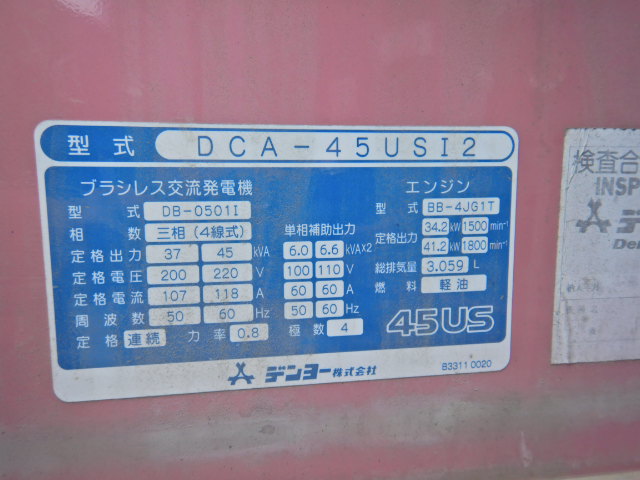 型式 DCA-45USI2
ブラシレス交流発電機
型式 DB-0501I
相数 三相(4線式)
定格出力 37 45 kVA
定格電圧 200 220 V
定格電流 107 118 A
周波数 50 60 Hz
定格 連続 力率 0.8
単相補助出力
6.0 6.6 kVA×2
100 110 V
60 60 A
50 60 Hz
極数 4
エンジン
型式 BB-4JG1T
定格出力 34.2 kW 1500 min⁻¹
41.2 kW 1800 min⁻¹
総排気量 3.059 L
燃料 軽油
45US
デンヨー株式会社
B33110020
検査合
INSP
デ
De